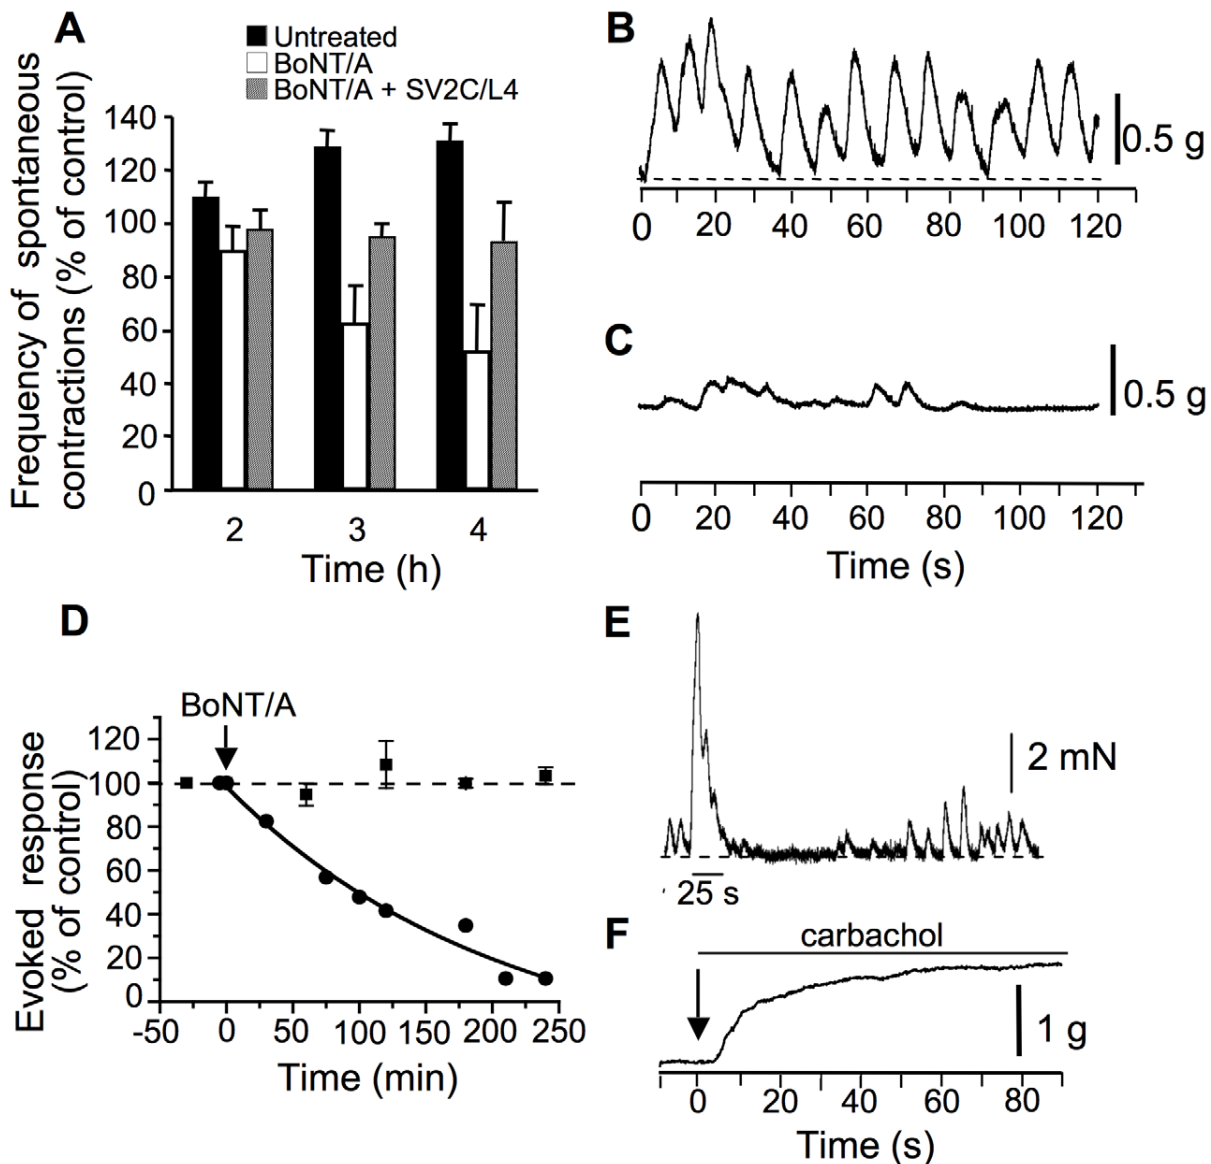 A
Untreated
BoNT/A
BoNT/A + SV2C/L4
Frequency of spontaneous
contractions (% of control)
140
120
100
80
60
40
20
0
2
3
4
Time (h)
B
0.5 g
0
20
40
60
80
100
120
C
0.5 g
0
20
40
60
80
100
120
Time (s)
D
BoNT/A
Evoked response
(% of control)
120
100
80
60
40
20
0
-50
0
50
100
150
200
250
Time (min)
E
2 mN
25 s
F
carbachol
1 g
0
20
40
60
80
Time (s)